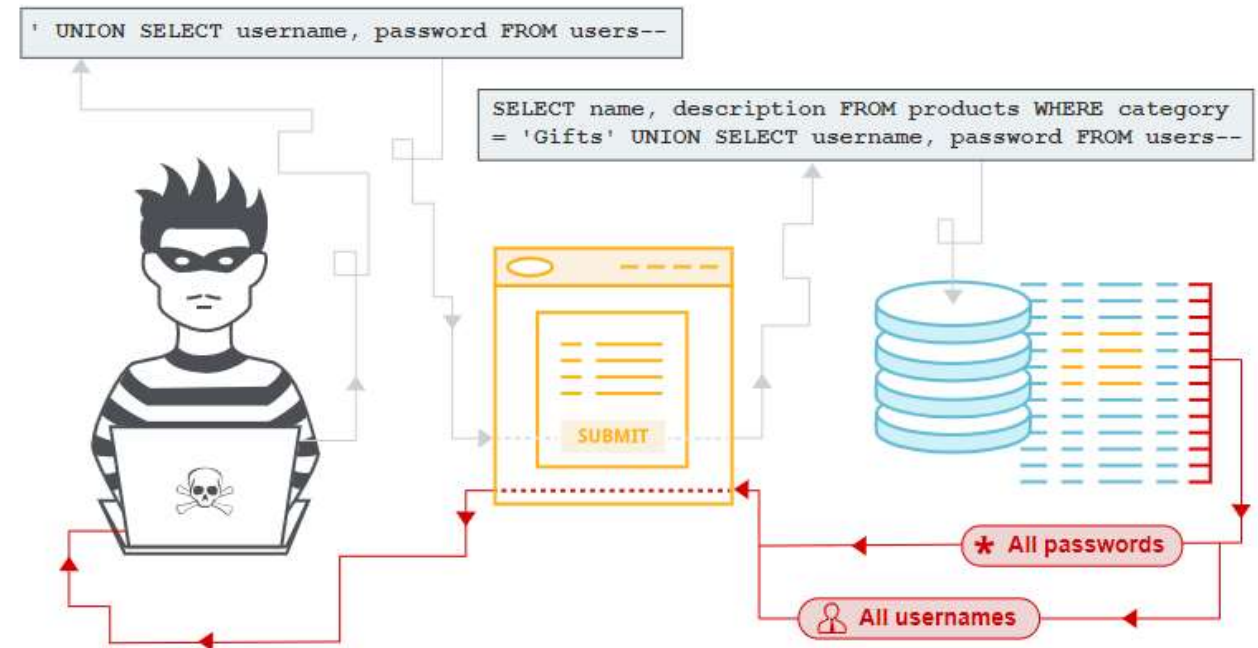 ' UNION SELECT username, password FROM users--
SELECT name, description FROM products WHERE category
= 'Gifts' UNION SELECT username, password FROM users--
SUBMIT
* All passwords
All usernames